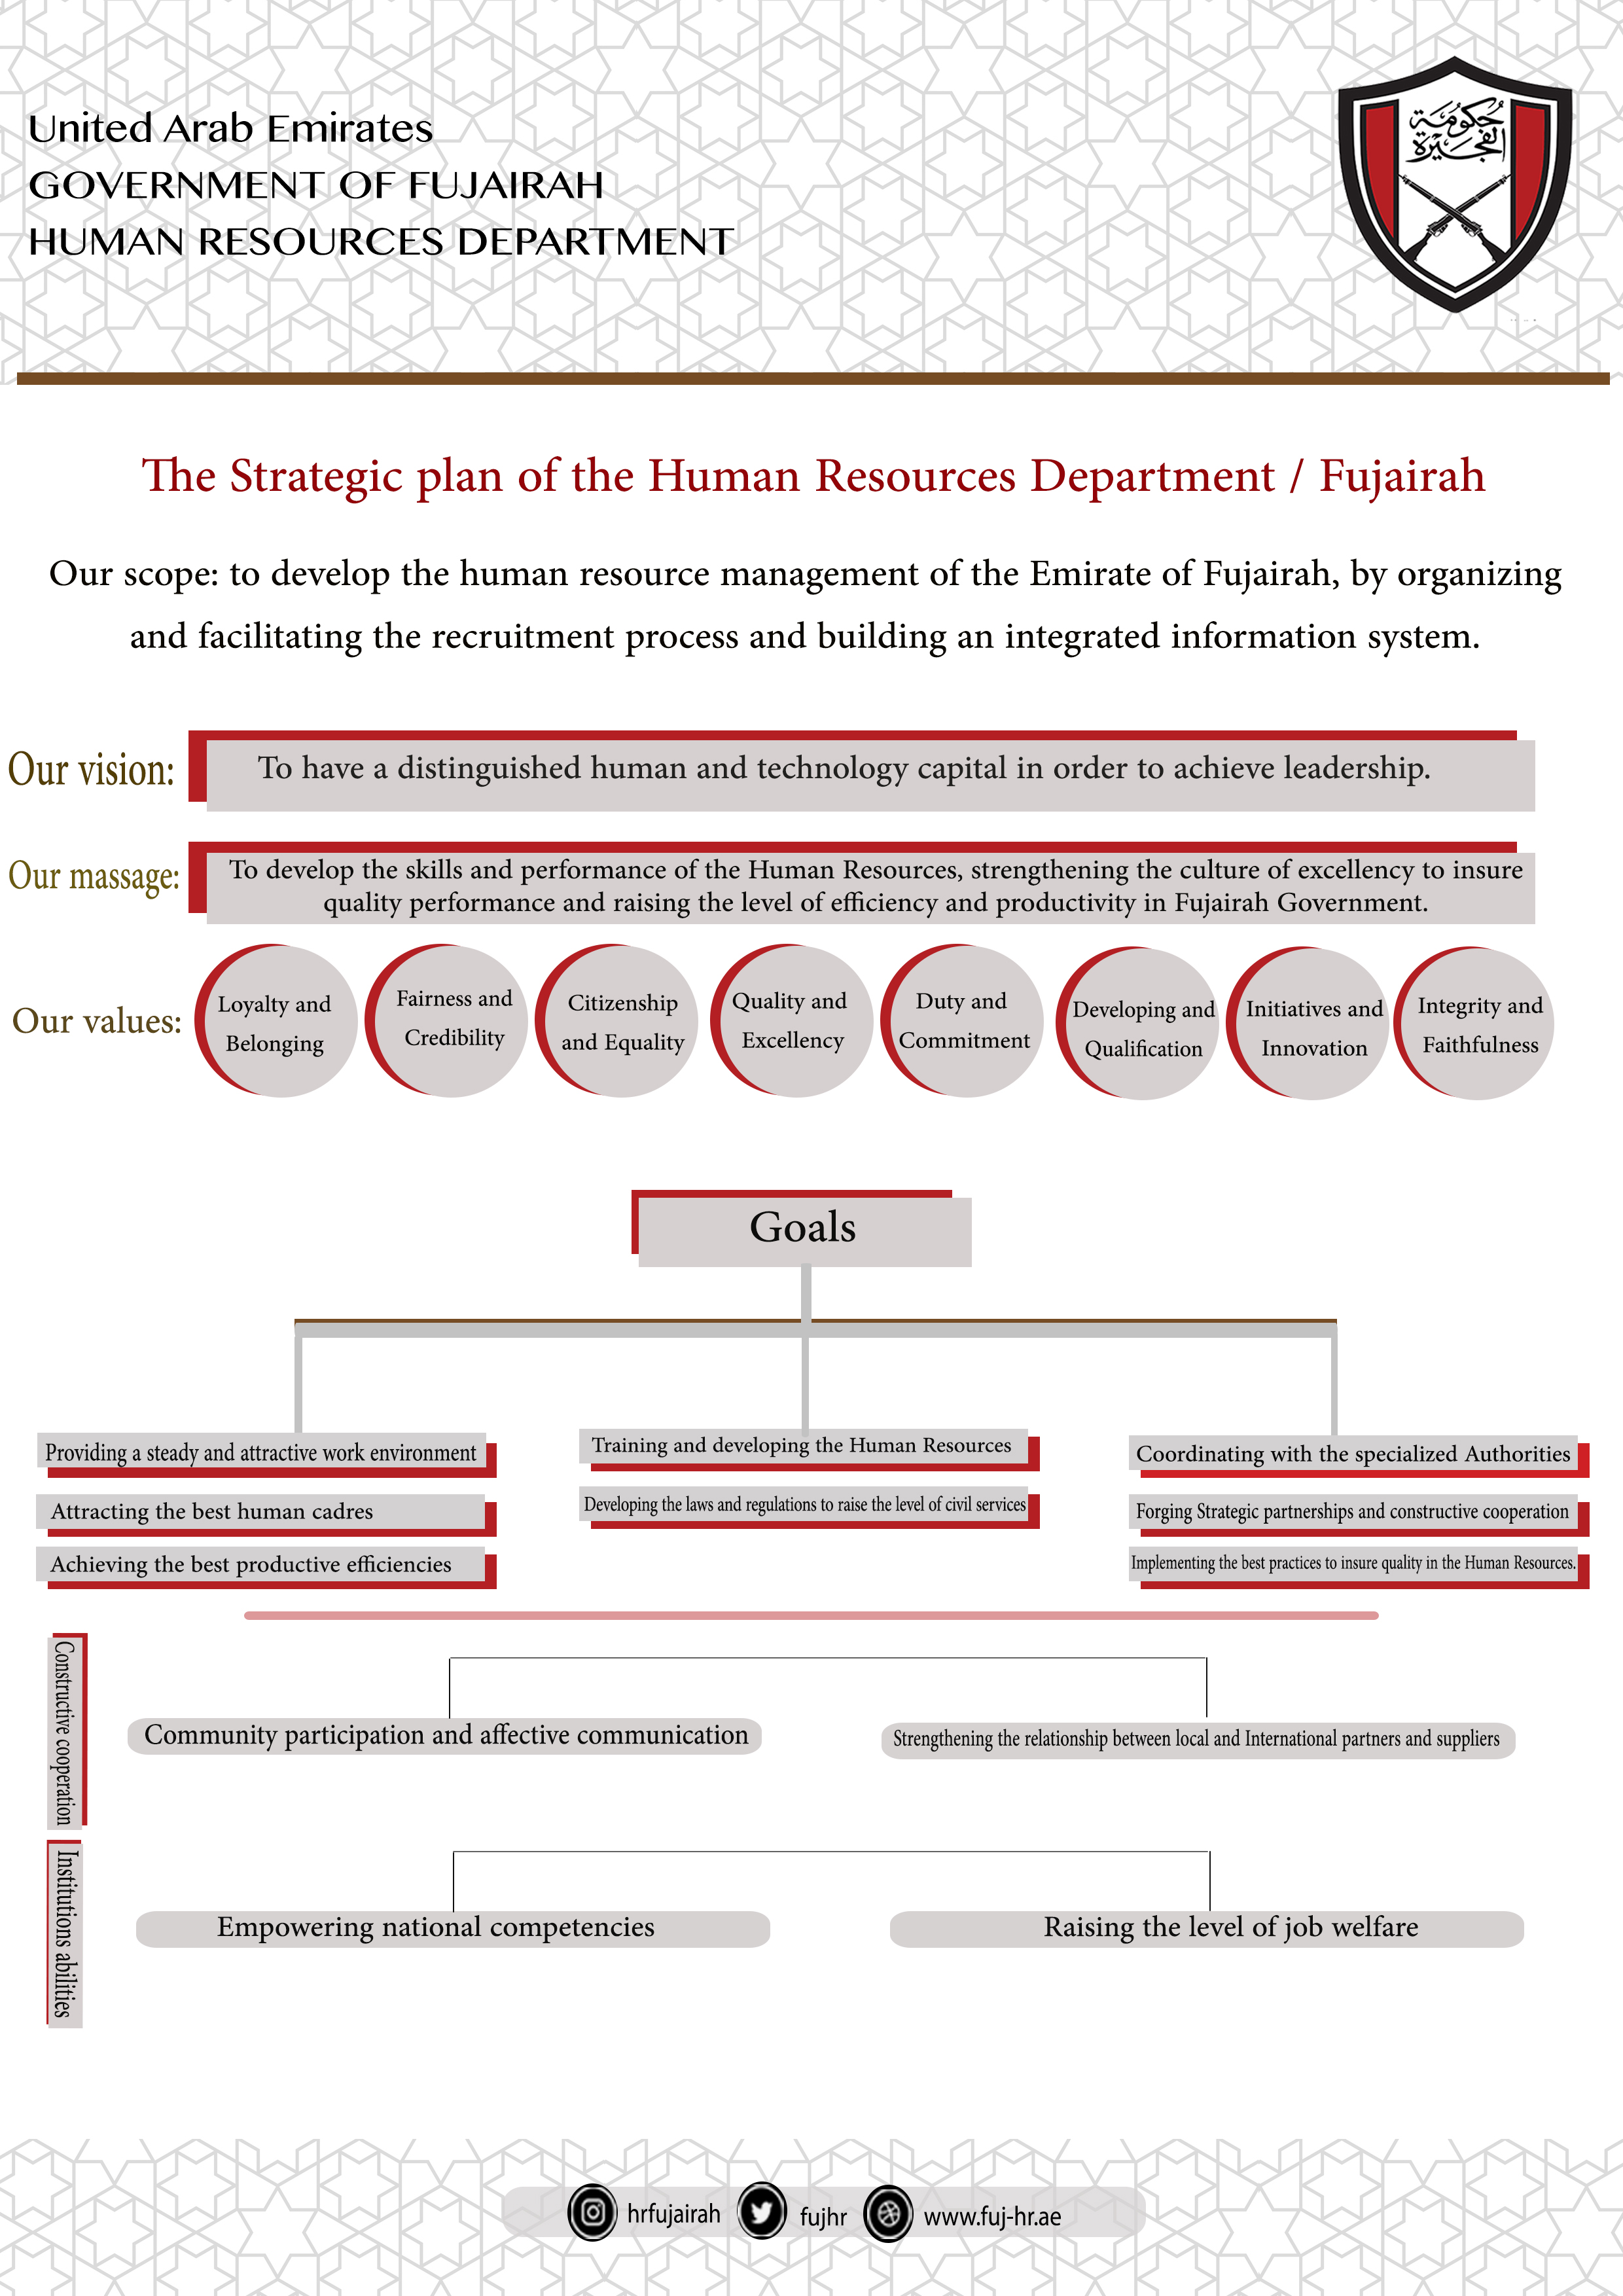 United Arab Emirates
GOVERNMENT OF FUJAIRAH
HUMAN RESOURCES DEPARTMENT
حكومة
الفجيرة
The Strategic plan of the Human Resources Department / Fujairah
Our scope: to develop the human resource management of the Emirate of Fujairah, by organizing
and facilitating the recruitment process and building an integrated information system.
Our vision:
To have a distinguished human and technology capital in order to achieve leadership.
Our massage:
To develop the skills and performance of the Human Resources, strengthening the culture of excellency to insure
quality performance and raising the level of efficiency and productivity in Fujairah Government.
Our values:
Loyalty and
Belonging
Fairness and
Credibility
Citizenship
and Equality
Quality and
Excellency
Duty and
Commitment
Developing and
Qualification
Initiatives and
Innovation
Integrity and
Faithfulness
Goals
Providing a steady and attractive work environment
Attracting the best human cadres
Achieving the best productive efficiencies
Training and developing the Human Resources
Developing the laws and regulations to raise the level of civil services
Coordinating with the specialized Authorities
Forging Strategic partnerships and constructive cooperation
Implementing the best practices to insure quality in the Human Resources.
Constructive cooperation
Community participation and affective communication
Strengthening the relationship between local and International partners and suppliers
Institutions abilities
Empowering national competencies
Raising the level of job welfare
hrfujairah
fujhr
www.fuj-hr.ae